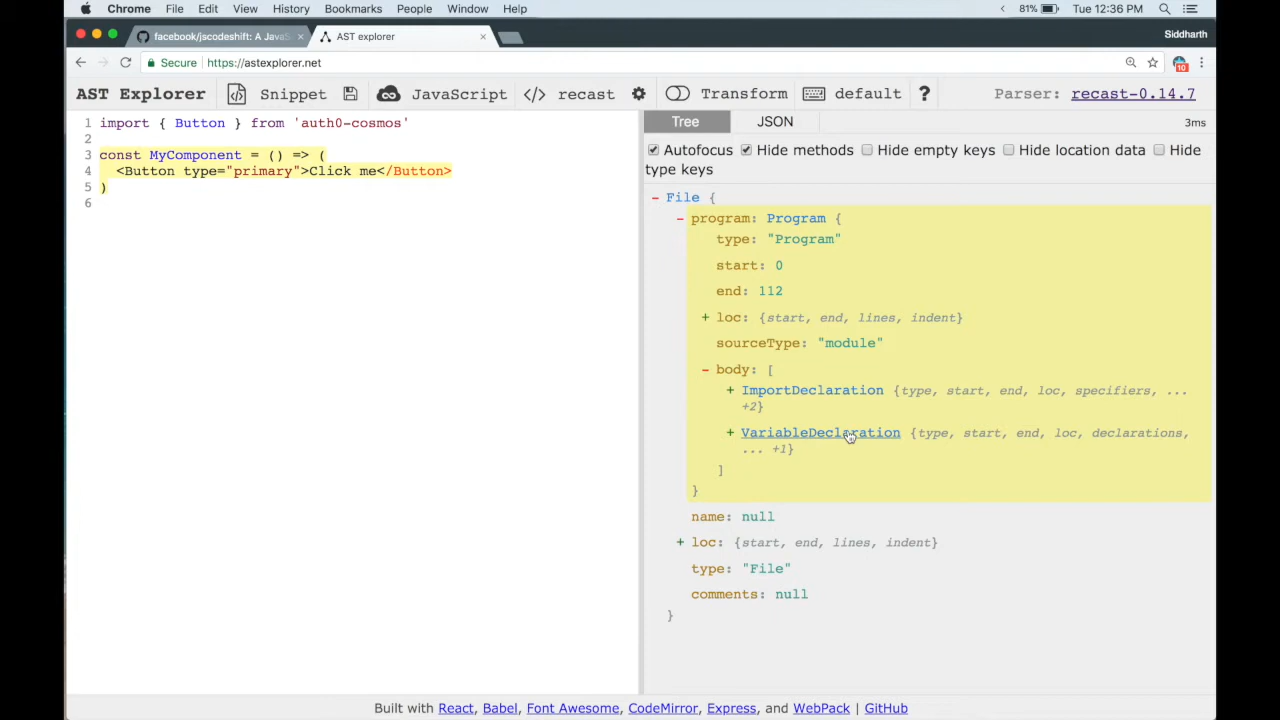 Chrome File Edit View History Bookmarks People Window Help 81% Tue 12:36 PM
facebook/jscodeshift: A JavaS × AST explorer × Siddharth
Secure https://astexplorer.net 10
AST Explorer Snippet JavaScript </> recast Transform default ? Parser: recast-0.14.7
Tree JSON 3ms
Autofocus Hide methods Hide empty keys Hide location data Hide
type keys
1 import { Button } from 'auth0-cosmos'
2
3 const MyComponent = () => (
4 <Button type="primary">Click me</Button>
5 )
6
- File {
- program: Program {
type: "Program"
start: 0
end: 112
+ loc: {start, end, lines, indent}
sourceType: "module"
- body: [
+ ImportDeclaration {type, start, end, loc, specifiers, ...
+2}
+ VariableDeclaration {type, start, end, loc, declarations,
... +1}
]
}
name: null
+ loc: {start, end, lines, indent}
type: "File"
comments: null
}
Built with React, Babel, Font Awesome, CodeMirror, Express, and WebPack | GitHub